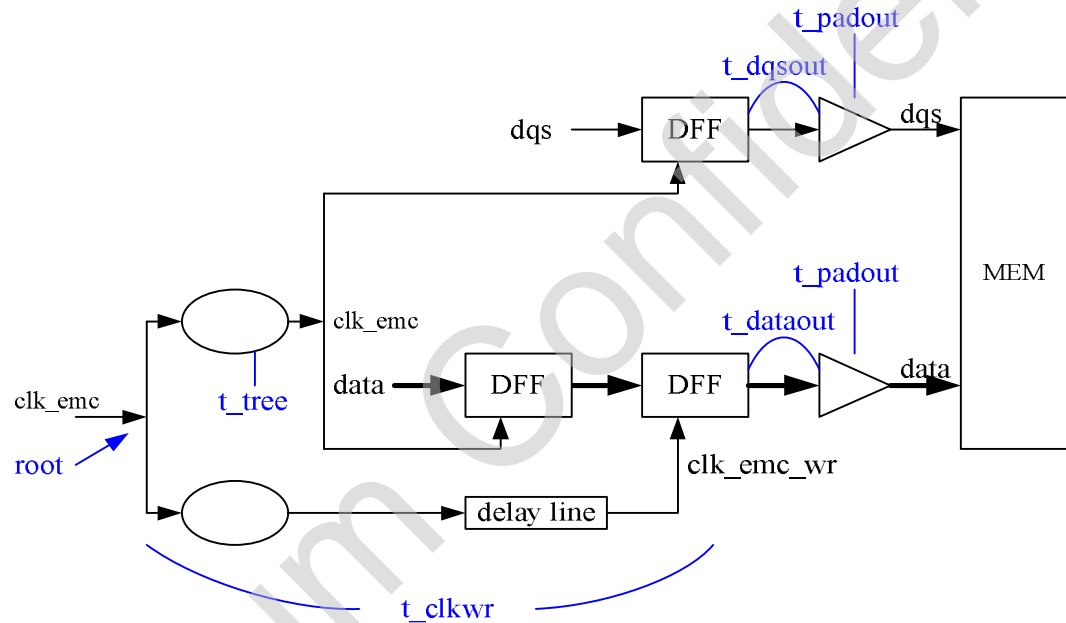 t_padout
t_dqsout
dqs
DFF
dqs
t_padout
MEM
t_dataout
clk_emc
data
DFF
DFF
data
t_tree
clk_emc
root
clk_emc_wr
delay line
t_clkwr